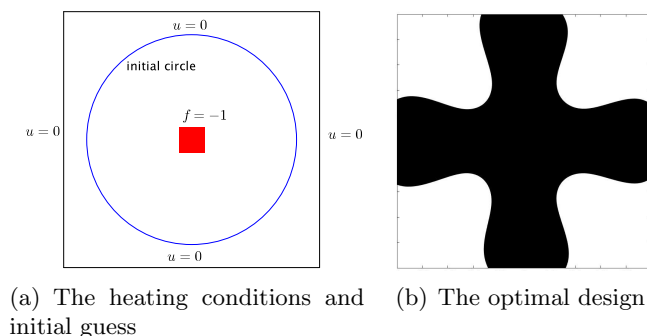 u = 0
initial circle
f = −1
u = 0
u = 0
u = 0
(a) The heating conditions and
initial guess
(b) The optimal design